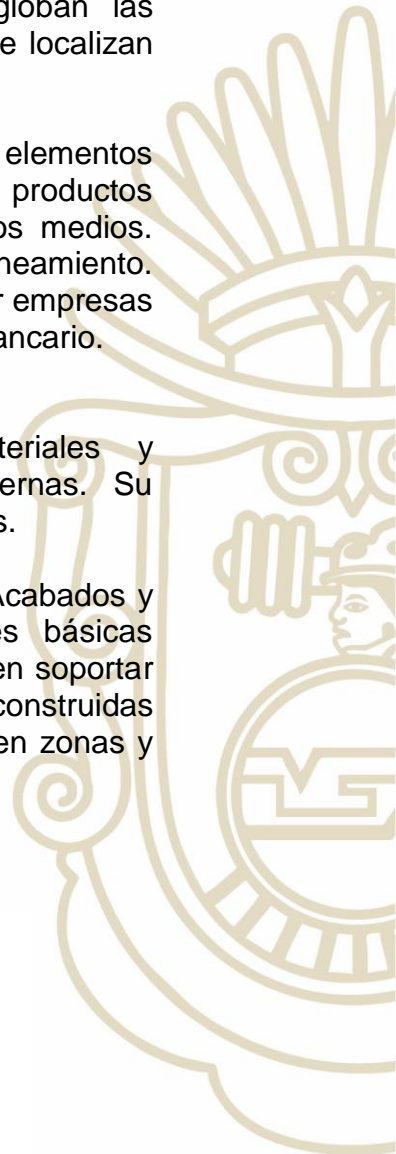 globan las
e localizan
elementos
productos
os medios.
neamiento.
r empresas
ancario.
teriales y
ernas. Su
s.
Acabados y
es básicas
en soportar
construidas
en zonas y